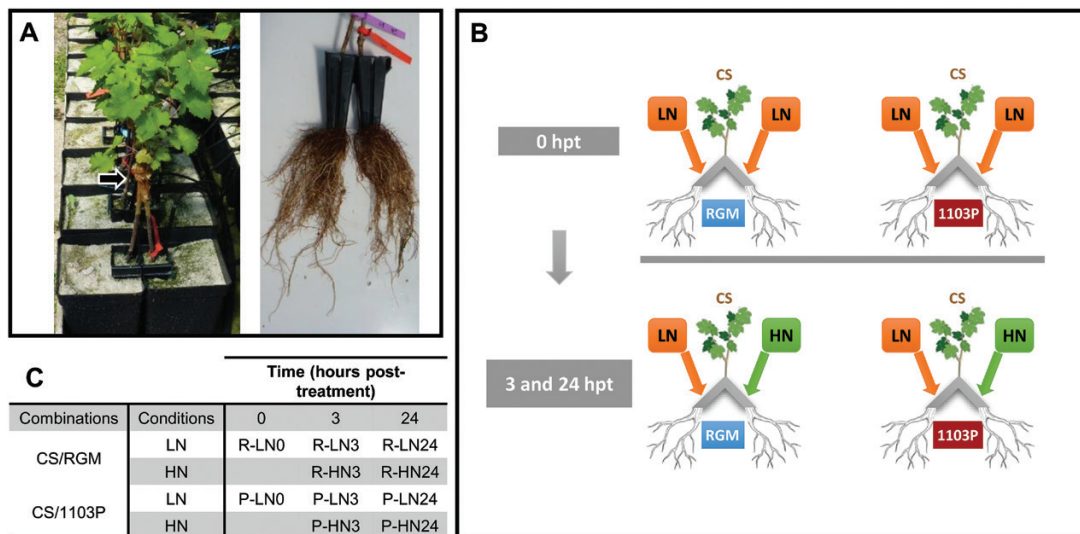 A
B
CS
CS
LN
LN
LN
LN
0 hpt
RGM
1103P
CS
CS
LN
HN
LN
HN
3 and 24 hpt
RGM
1103P
C
Time (hours post-
treatment)
Combinations Conditions 0 3 24
CS/RGM
LN R-LN0 R-LN3 R-LN24
HN R-HN3 R-HN24
CS/1103P
LN P-LN0 P-LN3 P-LN24
HN P-HN3 P-HN24